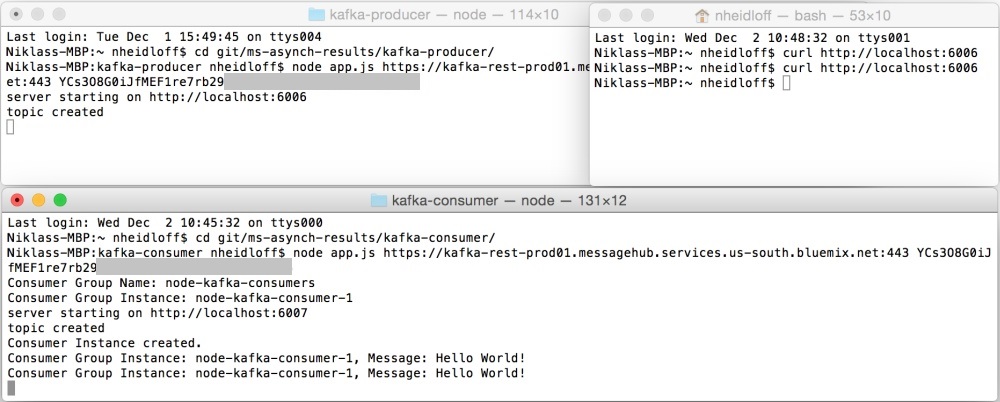 kafka-producer — node — 114×10
Last login: Tue Dec  1 15:49:45 on ttys004
Niklass-MBP:~ nheidloff$ cd git/ms-asynch-results/kafka-producer/
Niklass-MBP:kafka-producer nheidloff$ node app.js https://kafka-rest-prod01.me
et:443 YCs3O8G0iJfMEF1re7rb29
server starting on http://localhost:6006
topic created
nheidloff — bash — 53×10
Last login: Wed Dec  2 10:48:32 on ttys001
Niklass-MBP:~ nheidloff$ curl http://localhost:6006
Niklass-MBP:~ nheidloff$ curl http://localhost:6006
Niklass-MBP:~ nheidloff$
kafka-consumer — node — 131×12
Last login: Wed Dec  2 10:45:32 on ttys000
Niklass-MBP:~ nheidloff$ cd git/ms-asynch-results/kafka-consumer/
Niklass-MBP:kafka-consumer nheidloff$ node app.js https://kafka-rest-prod01.messagehub.services.us-south.bluemix.net:443 YCs3O8G0iJ
fMEF1re7rb29
Consumer Group Name: node-kafka-consumers
Consumer Group Instance: node-kafka-consumer-1
server starting on http://localhost:6007
topic created
Consumer Instance created.
Consumer Group Instance: node-kafka-consumer-1, Message: Hello World!
Consumer Group Instance: node-kafka-consumer-1, Message: Hello World!